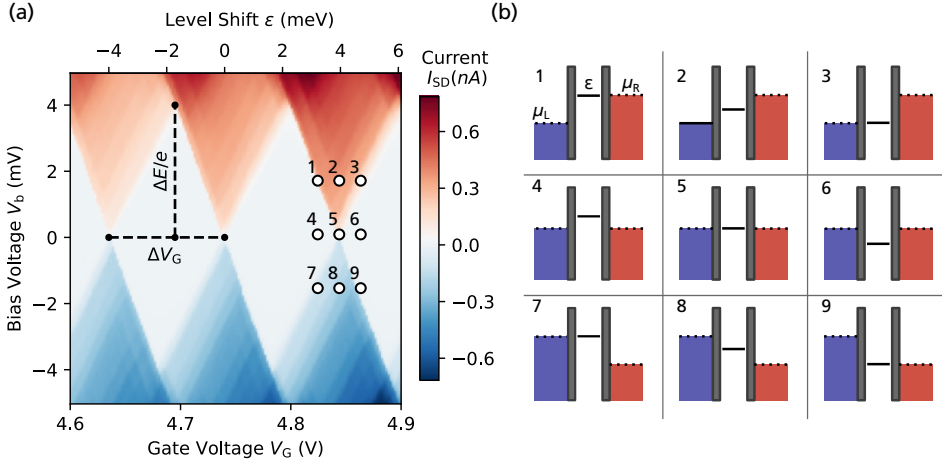 (a)
Level Shift ε (meV)
−4 −2 0 2 4 6
Current
I_SD(nA)
Bias Voltage V_b (mV)
4
2
0
−2
−4
ΔE/e
ΔV_G
1 2 3
4 5 6
7 8 9
0.6
0.3
0.0
−0.3
−0.6
4.6 4.7 4.8 4.9
Gate Voltage V_G (V)
(b)
1 2 3
ε μ_R
μ_L
4 5 6
7 8 9